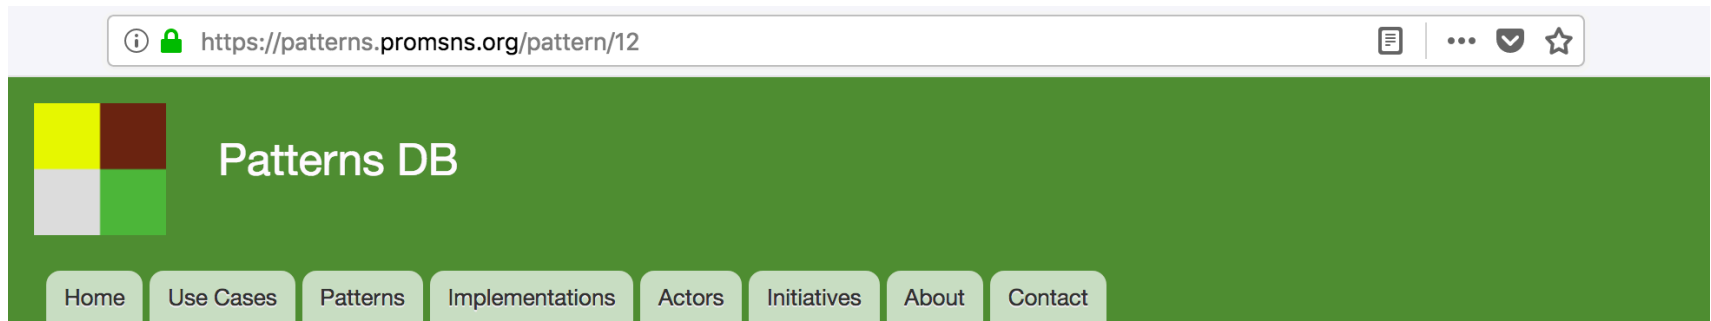 https://patterns.promsns.org/pattern/12
Patterns DB
Home Use Cases Patterns Implementations Actors Initiatives About Contact